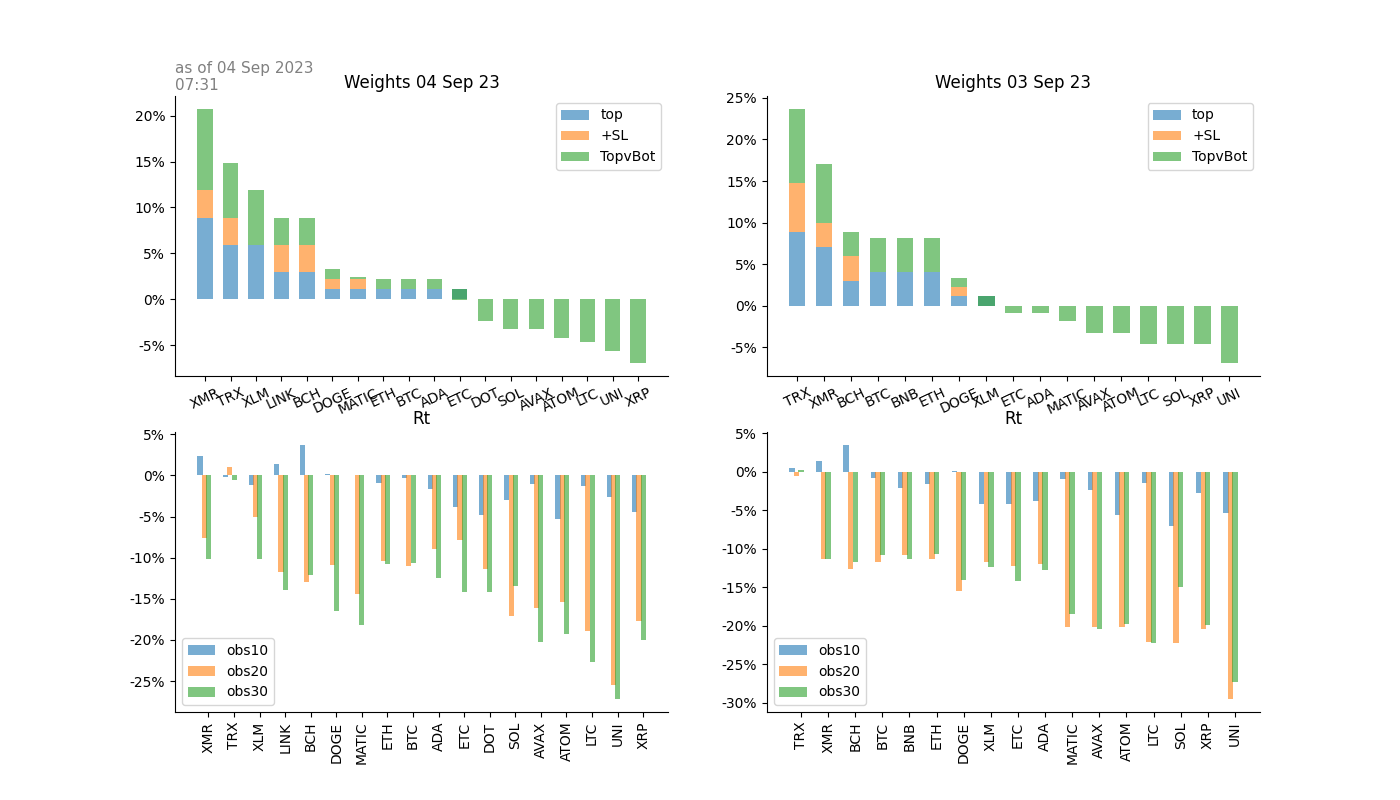 as of 04 Sep 2023
07:31
Weights 04 Sep 23
20%
15%
10%
5%
0%
-5%
top
+SL
TopvBot
XMR TRX XLM LINK BCH DOGE MATIC ETH BTC ADA ETC DOT SOL AVAX ATOM LTC UNI XRP
Weights 03 Sep 23
25%
20%
15%
10%
5%
0%
-5%
top
+SL
TopvBot
TRX XMR BCH BTC BNB ETH DOGE XLM ETC ADA MATIC AVAX ATOM LTC SOL XRP UNI
Rt
5%
0%
-5%
-10%
-15%
-20%
-25%
obs10
obs20
obs30
XMR TRX XLM LINK BCH DOGE MATIC ETH BTC ADA ETC DOT SOL AVAX ATOM LTC UNI XRP
Rt
5%
0%
-5%
-10%
-15%
-20%
-25%
-30%
obs10
obs20
obs30
TRX XMR BCH BTC BNB ETH DOGE XLM ETC ADA MATIC AVAX ATOM LTC SOL XRP UNI